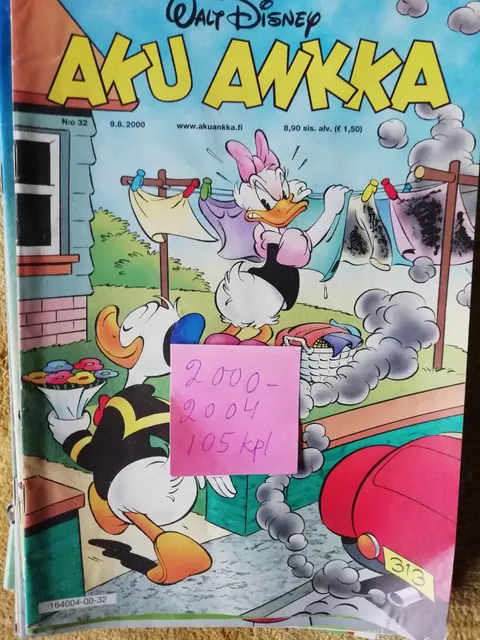 WALT DISNEY
AKU ANKKA
N:o 32 9.8.2000 www.akuankka.fi 8,90 sis. alv. (€ 1,50)
2000-
2004
105 kpl
313
164004-00-32